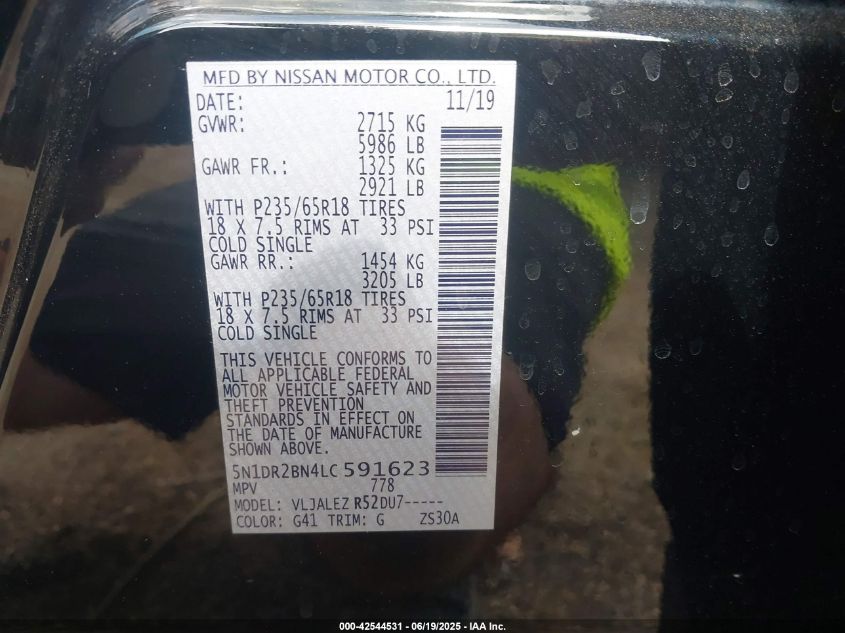 MFD BY NISSAN MOTOR CO., LTD.
DATE: 11/19
GVWR: 2715 KG
5986 LB
GAWR FR.: 1325 KG
2921 LB
WITH P235/65R18 TIRES
18 X 7.5 RIMS AT 33 PSI
COLD SINGLE
GAWR RR.: 1454 KG
3205 LB
WITH P235/65R18 TIRES
18 X 7.5 RIMS AT 33 PSI
COLD SINGLE
THIS VEHICLE CONFORMS TO
ALL APPLICABLE FEDERAL
MOTOR VEHICLE SAFETY AND
THEFT PREVENTION
STANDARDS IN EFFECT ON
THE DATE OF MANUFACTURE
SHOWN ABOVE.
5N1DR2BN4LC591623
MPV 778
MODEL: VLJALEZ R52DU7-----
COLOR: G41 TRIM: G ZS30A
000-42544531 - 06/19/2025 - IAA Inc.